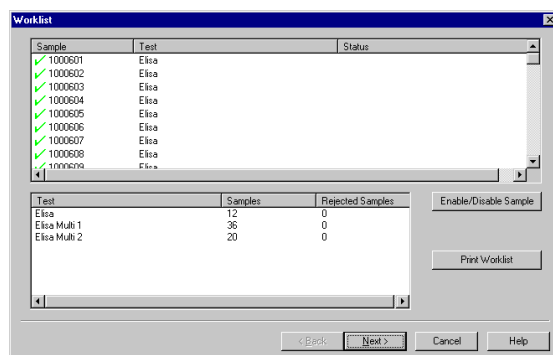 Worklist
Sample Test Status
1000601 Elisa
1000602 Elisa
1000603 Elisa
1000604 Elisa
1000605 Elisa
1000606 Elisa
1000607 Elisa
1000608 Elisa
1000609 Elisa
Test Samples Rejected Samples
Elisa 12 0
Elisa Multi 1 36 0
Elisa Multi 2 20 0
Enable/Disable Sample
Print Worklist
< Back Next > Cancel Help